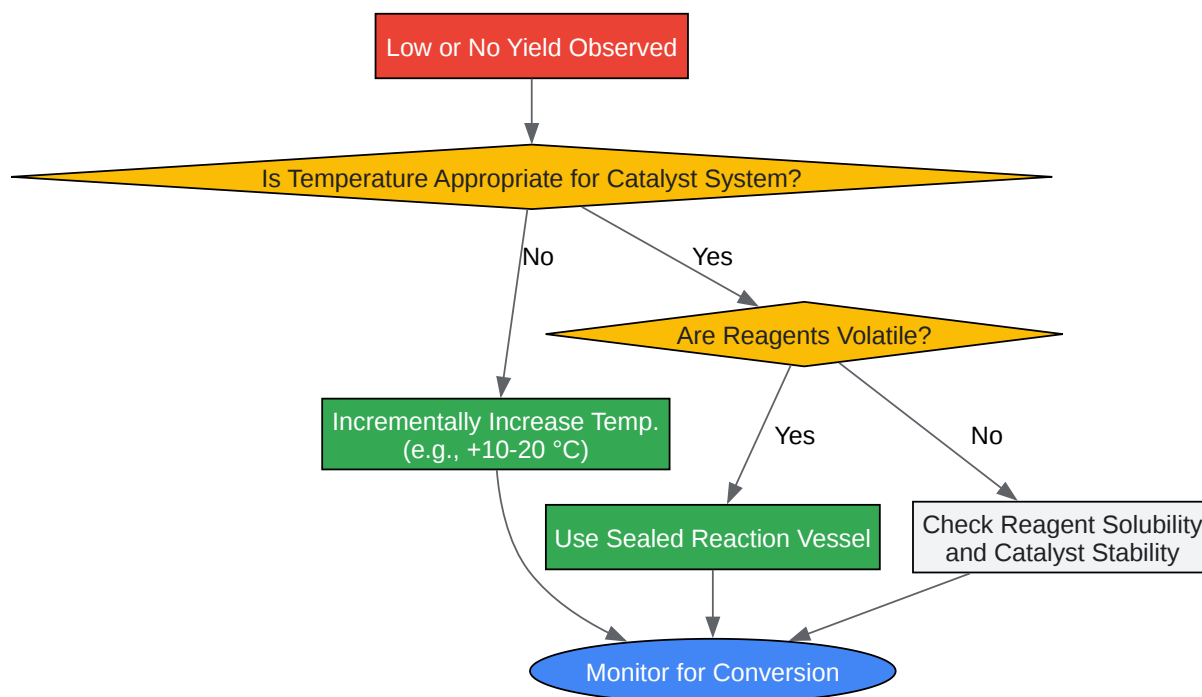 Low or No Yield Observed
Is Temperature Appropriate for Catalyst System?
No
Yes
Are Reagents Volatile?
Incrementally Increase Temp.
(e.g., +10-20 °C)
Yes
No
Use Sealed Reaction Vessel
Check Reagent Solubility
and Catalyst Stability
Monitor for Conversion